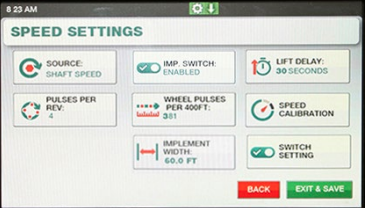 8 23 AM
SPEED SETTINGS
SOURCE:
SHAFT SPEED
IMP. SWITCH:
ENABLED
LIFT DELAY:
30 SECONDS
PULSES PER
REV:
4
WHEEL PULSES
PER 400FT:
381
SPEED
CALIBRATION
IMPLEMENT
WIDTH:
60.0 FT
SWITCH
SETTING
BACK
EXIT & SAVE